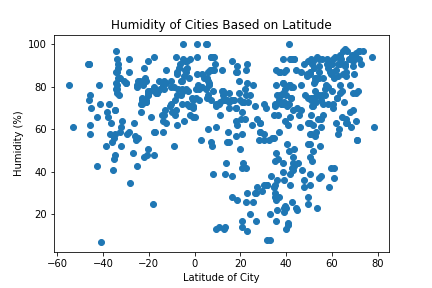 Humidity of Cities Based on Latitude
100
80
60
40
20
Humidity (%)
−60 −40 −20 0 20 40 60 80
Latitude of City